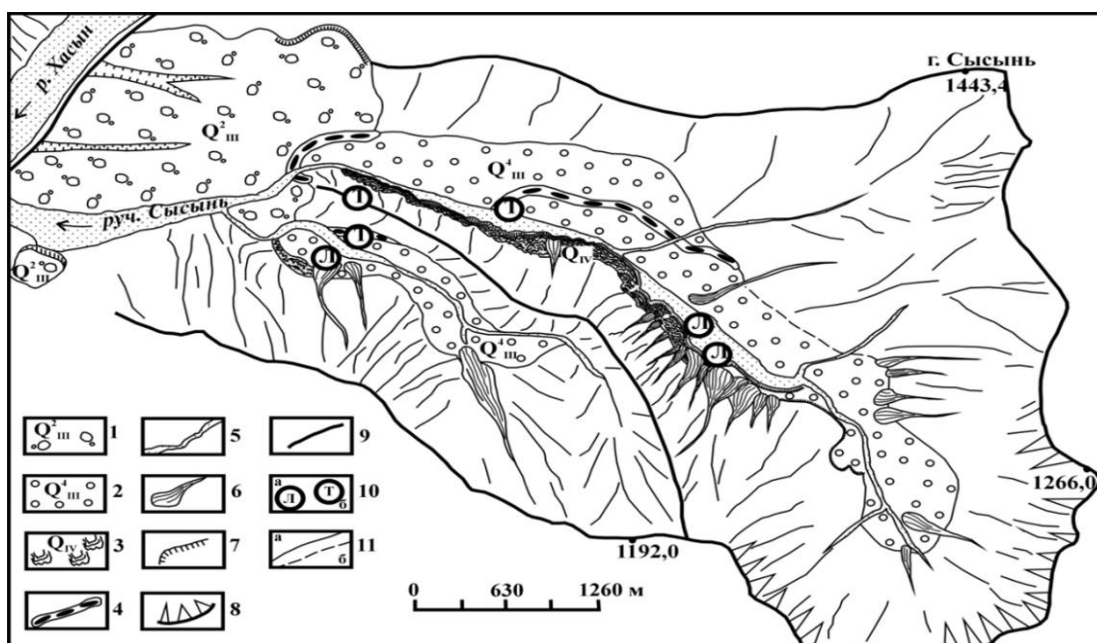 г. Сысынь
1443,4
р. Хасын
Q²III
Q⁴III
руч. Сысынь
Т
Т
Т
Л
QIV
Q²III
Л
Л
Q⁴III
1266,0
1192,0
Q²III 1
5
9
Q⁴III 2
6
а Л Т б 10
QIV 3
7
а б 11
4
8
0 630 1260 м